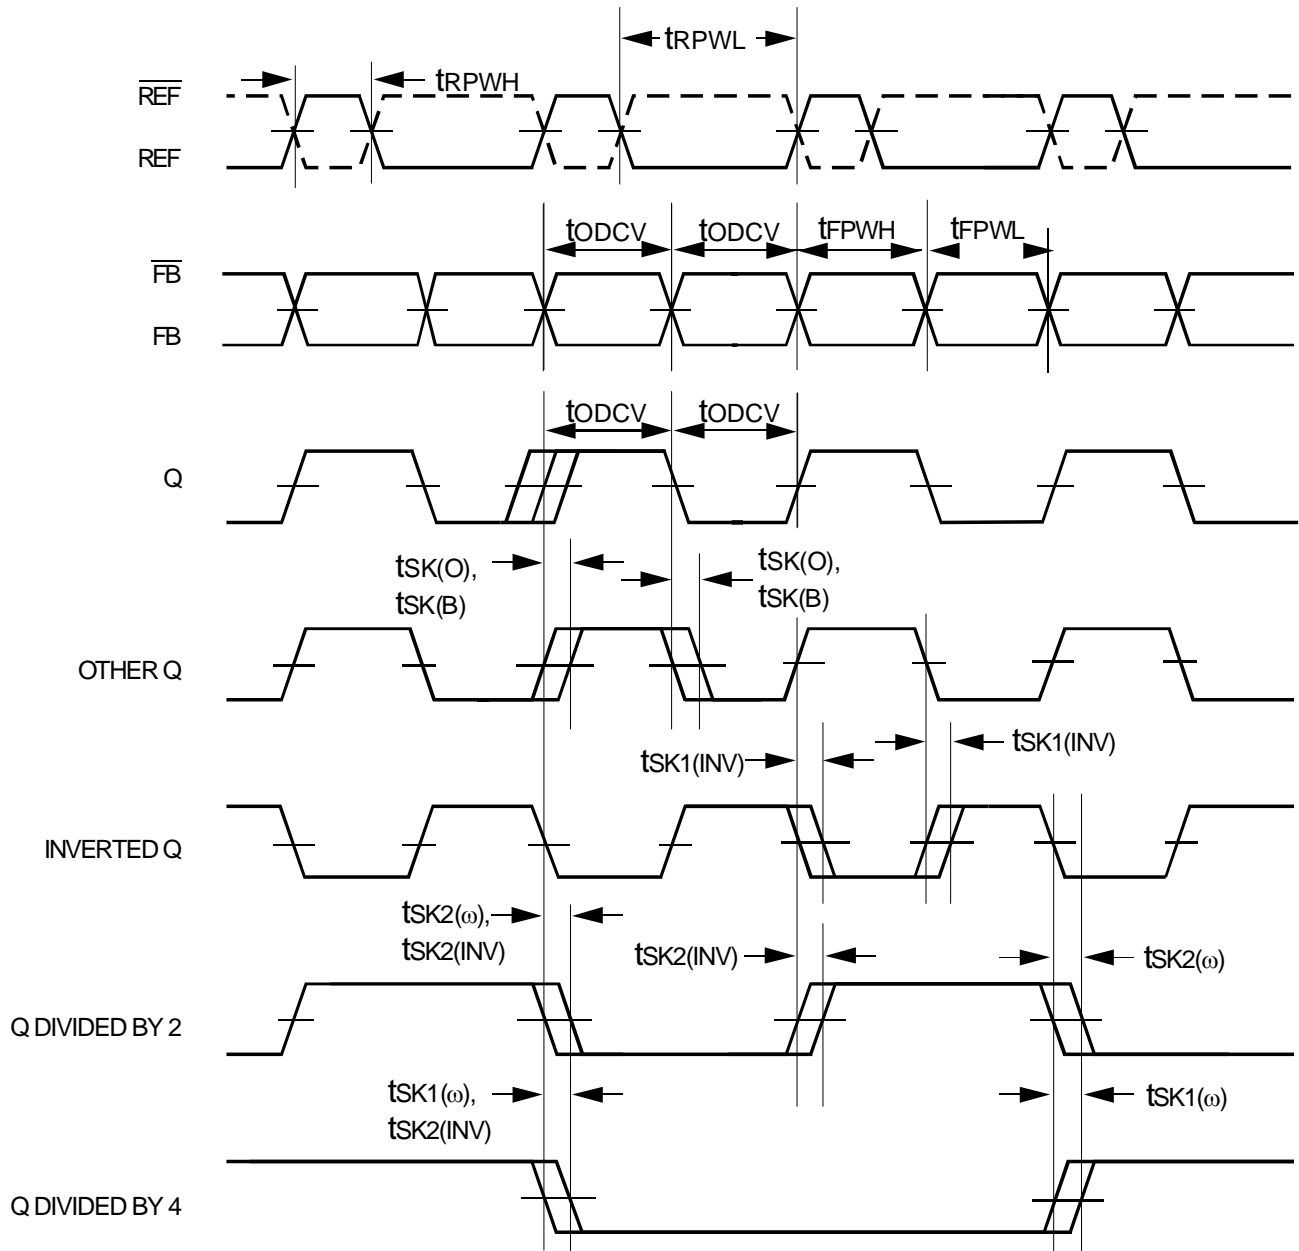 tRPWL
tRPWH
REF
REF
tODCV tODCV tFPWH tFPWL
FB
FB
tODCV tODCV
Q
tSK(O),
tSK(B)
tSK(O),
tSK(B)
OTHER Q
tSK1(INV)
tSK1(INV)
INVERTED Q
tSK2(ω),
tSK2(INV)
tSK2(INV)
tSK2(ω)
Q DIVIDED BY 2
tSK1(ω),
tSK2(INV)
tSK1(ω)
Q DIVIDED BY 4